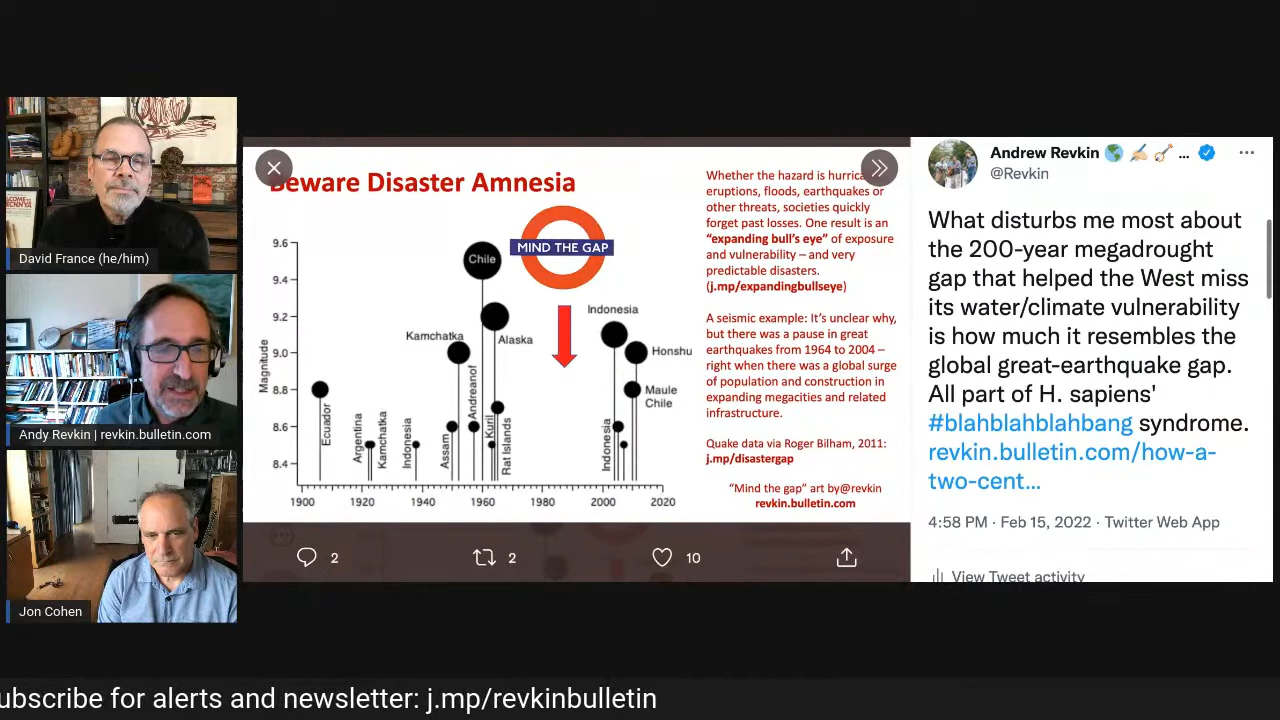 David France (he/him)
Andy Revkin | revkin.bulletin.com
Jon Cohen
Beware Disaster Amnesia
MIND THE GAP
Magnitude
9.6
9.4
9.2
9.0
8.8
8.6
8.4
1900
1920
1940
1960
1980
2000
2020
Ecuador
Argentina
Kamchatka
Indonesia
Assam
Kamchatka
Andreanof
Chile
Kuril
Alaska
Rat Islands
Indonesia
Indonesia
Honshu
Maule
Chile
Whether the hazard is
eruptions, floods, earthquakes or
other threats, societies quickly
forget past losses. One result is an
“expanding bull’s eye” of exposure
and vulnerability – and very
predictable disasters.
(j.mp/expandingbullseye)
A seismic example: It’s unclear why,
but there was a pause in great
earthquakes from 1964 to 2004 –
right when there was a global surge
of population and construction in
expanding megacities and related
infrastructure.
Quake data via Roger Bilham, 2011:
j.mp/disastergap
“Mind the gap” art by@revkin
revkin.bulletin.com
2
2
10
Andrew Revkin 🌎 ✍🏼 🪕 ...
@Revkin
What disturbs me most about
the 200-year megadrought
gap that helped the West miss
its water/climate vulnerability
is how much it resembles the
global great-earthquake gap.
All part of H. sapiens'
#blahblahblahbang syndrome.
revkin.bulletin.com/how-a-
two-cent...
4:58 PM · Feb 15, 2022 · Twitter Web App
View Tweet activity
ubscribe for alerts and newsletter: j.mp/revkinbulletin